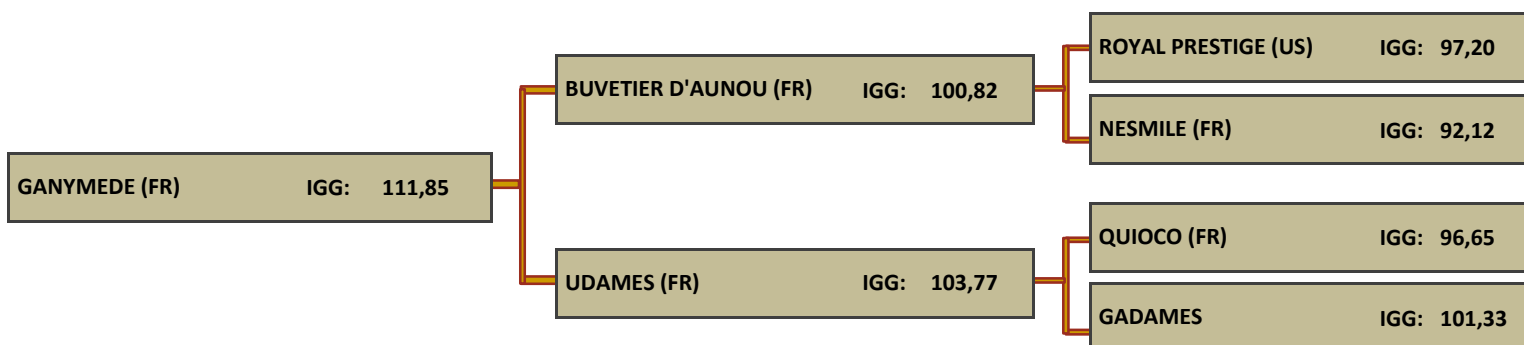 ROYAL PRESTIGE (US) IGG: 97,20
BUVETIER D'AUNOU (FR) IGG: 100,82
NESMILE (FR) IGG: 92,12
GANYMEDE (FR) IGG: 111,85
QUIOCO (FR) IGG: 96,65
UDAMES (FR) IGG: 103,77
GADAMES IGG: 101,33